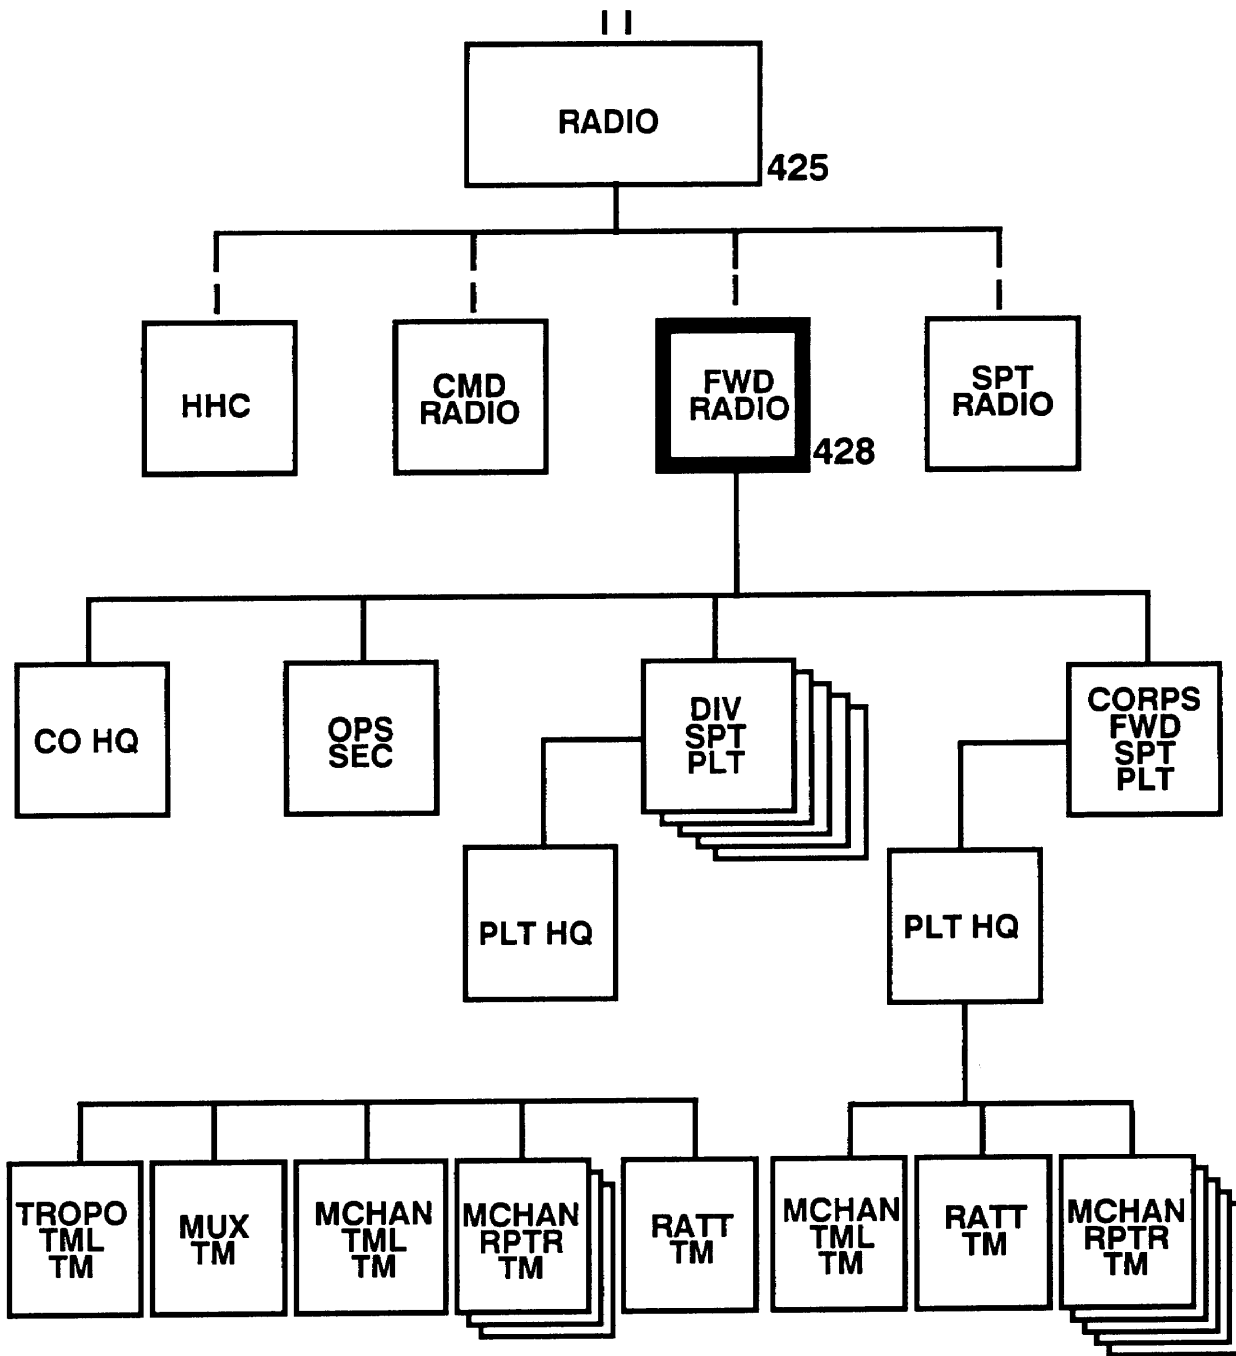 RADIO
425
HHC
CMD
RADIO
FWD
RADIO
428
SPT
RADIO
CO HQ
OPS
SEC
DIV
SPT
PLT
CORPS
FWD
SPT
PLT
PLT HQ
PLT HQ
TROPO
TML
TM
MUX
TM
MCHAN
TML
TM
MCHAN
RPTR
TM
RATT
TM
MCHAN
TML
TM
RATT
TM
MCHAN
RPTR
TM